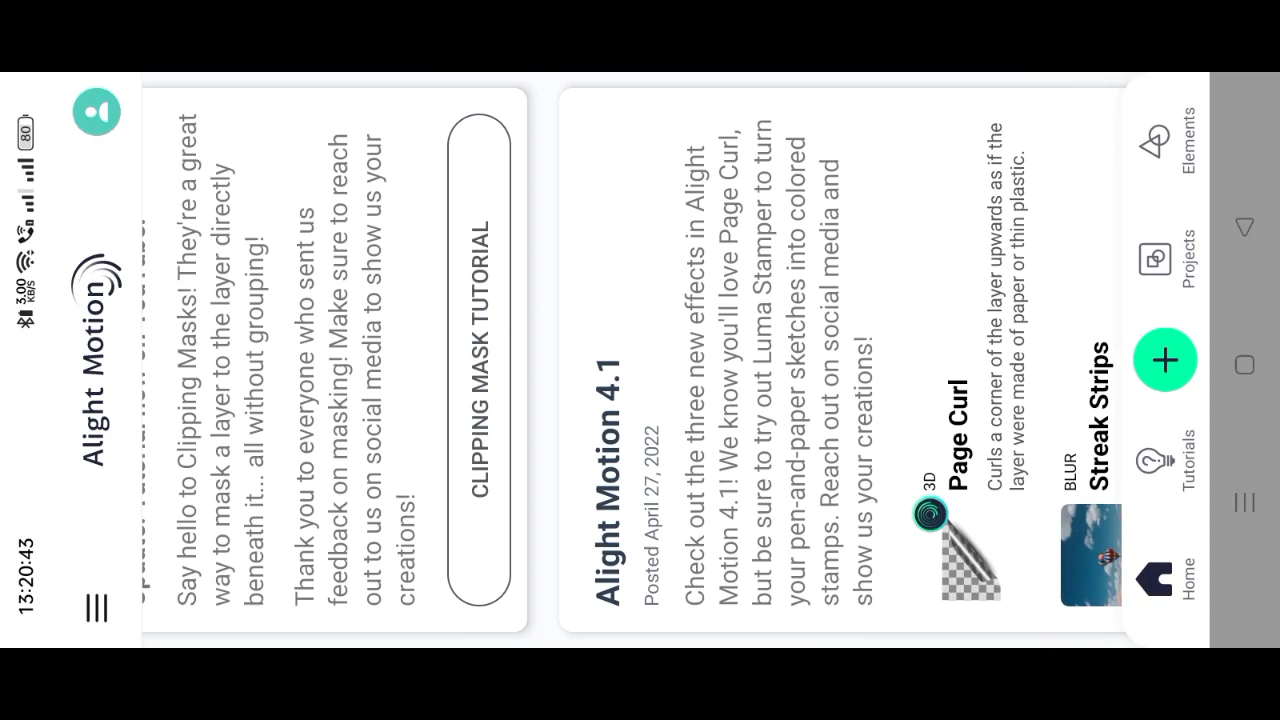 13:20:43
3.00
KB/S
80
Alight Motion
Say hello to Clipping Masks! They're a great
way to mask a layer to the layer directly
beneath it... all without grouping!
Thank you to everyone who sent us
feedback on masking! Make sure to reach
out to us on social media to show us your
creations!
CLIPPING MASK TUTORIAL
Alight Motion 4.1
Posted April 27, 2022
Check out the three new effects in Alight
Motion 4.1! We know you'll love Page Curl,
but be sure to try out Luma Stamper to turn
your pen-and-paper sketches into colored
stamps. Reach out on social media and
show us your creations!
3D
Page Curl
Curls a corner of the layer upwards as if the
layer were made of paper or thin plastic.
BLUR
Streak Strips
Home
Tutorials
Projects
Elements